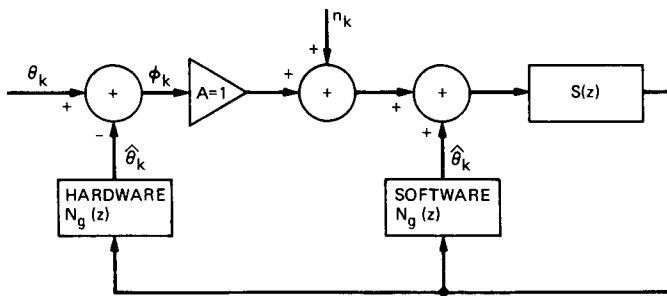 n_k
θ_k
+
+
−
ϕ_k
A=1
+
+
+
+
+
+
S(z)
θ̂_k
θ̂_k
HARDWARE
N_g (z)
SOFTWARE
N_g (z)